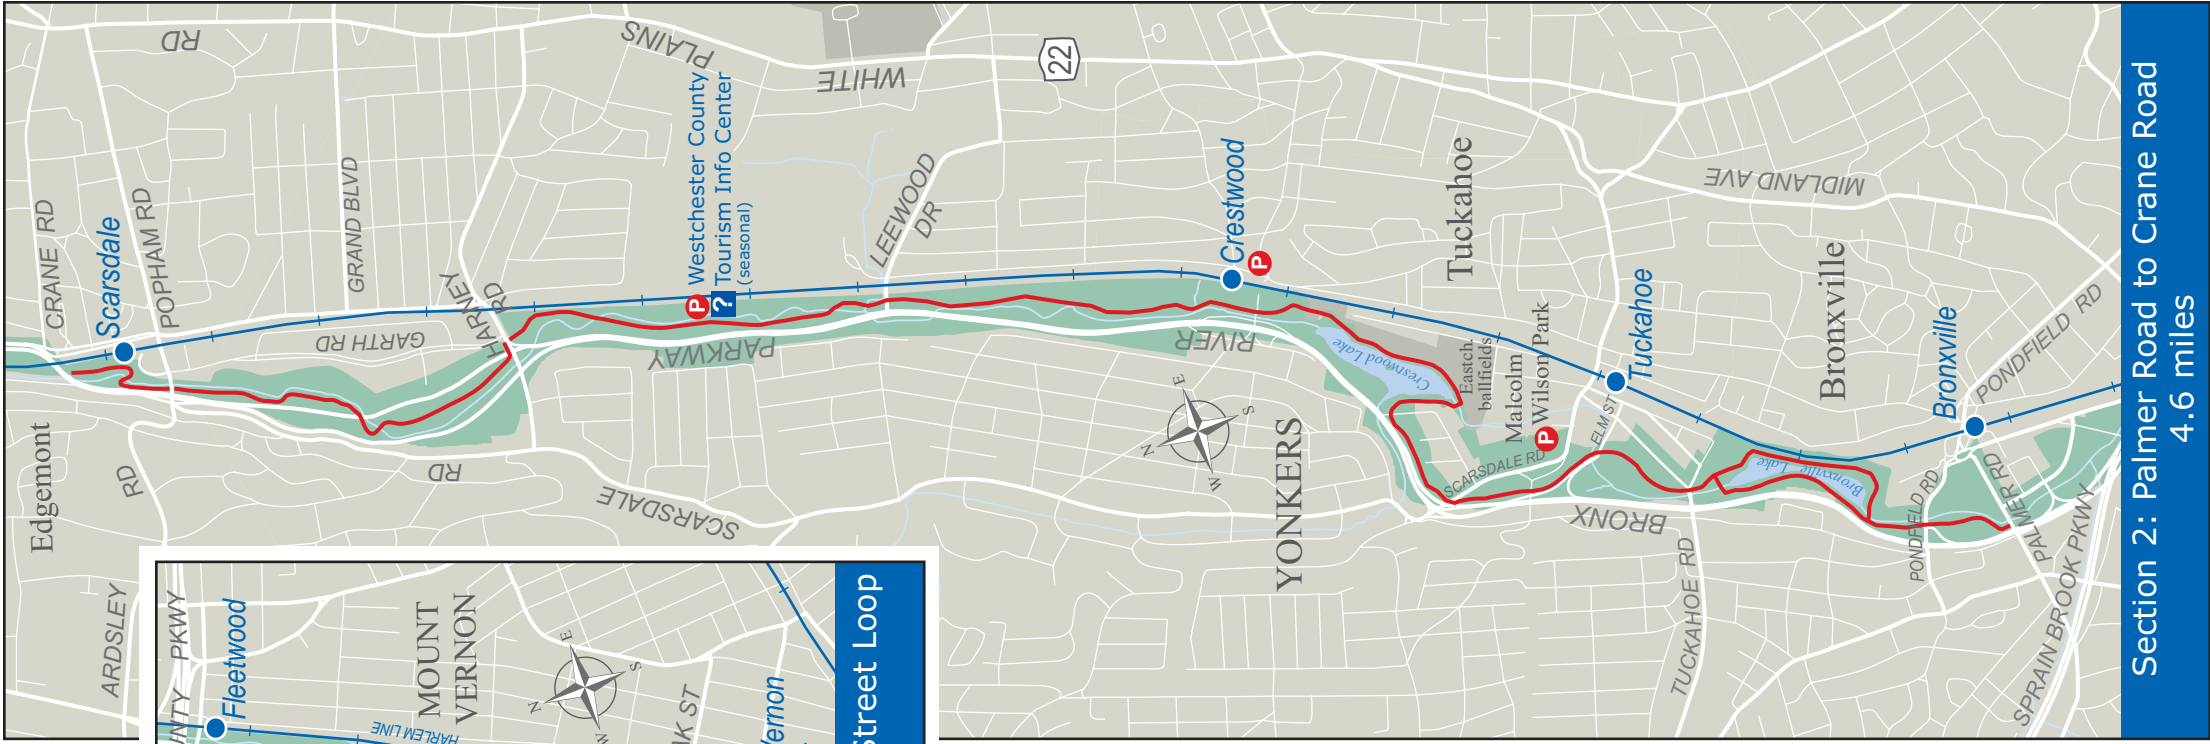 CRANE RD
Scarsdale
POPHAM RD
RD
GRAND BLVD
GARTH RD
HARNEY
RD
PLAINS
WHITE
22
P
?
Westchester County
Tourism Info Center
(seasonal)
LEEWOOD
DR
PARKWAY
RIVER
Crestwood
P
Tuckahoe
Crestwood Lake
Eastch.
ballfields
Malcolm
Wilson Park
P
SCARSDALE RD
ELM ST
Tuckahoe
MIDLAND AVE
Bronxville
Bronxville
PONDFIELD RD
Bronxville Lake
PONDFIELD RD
PALMER RD
SPRAIN BROOK PKWY
TUCKAHOE RD
BRONX
YONKERS
N
E
S
W
SCARSDALE
RD
Edgemont
RD
ARDSLEY
NTY PKWY
Fleetwood
MOUNT
VERNON
HARLEM LINE
N
E
S
W
AK ST
ernon
Street Loop
Section 2: Palmer Road to Crane Road
4.6 miles